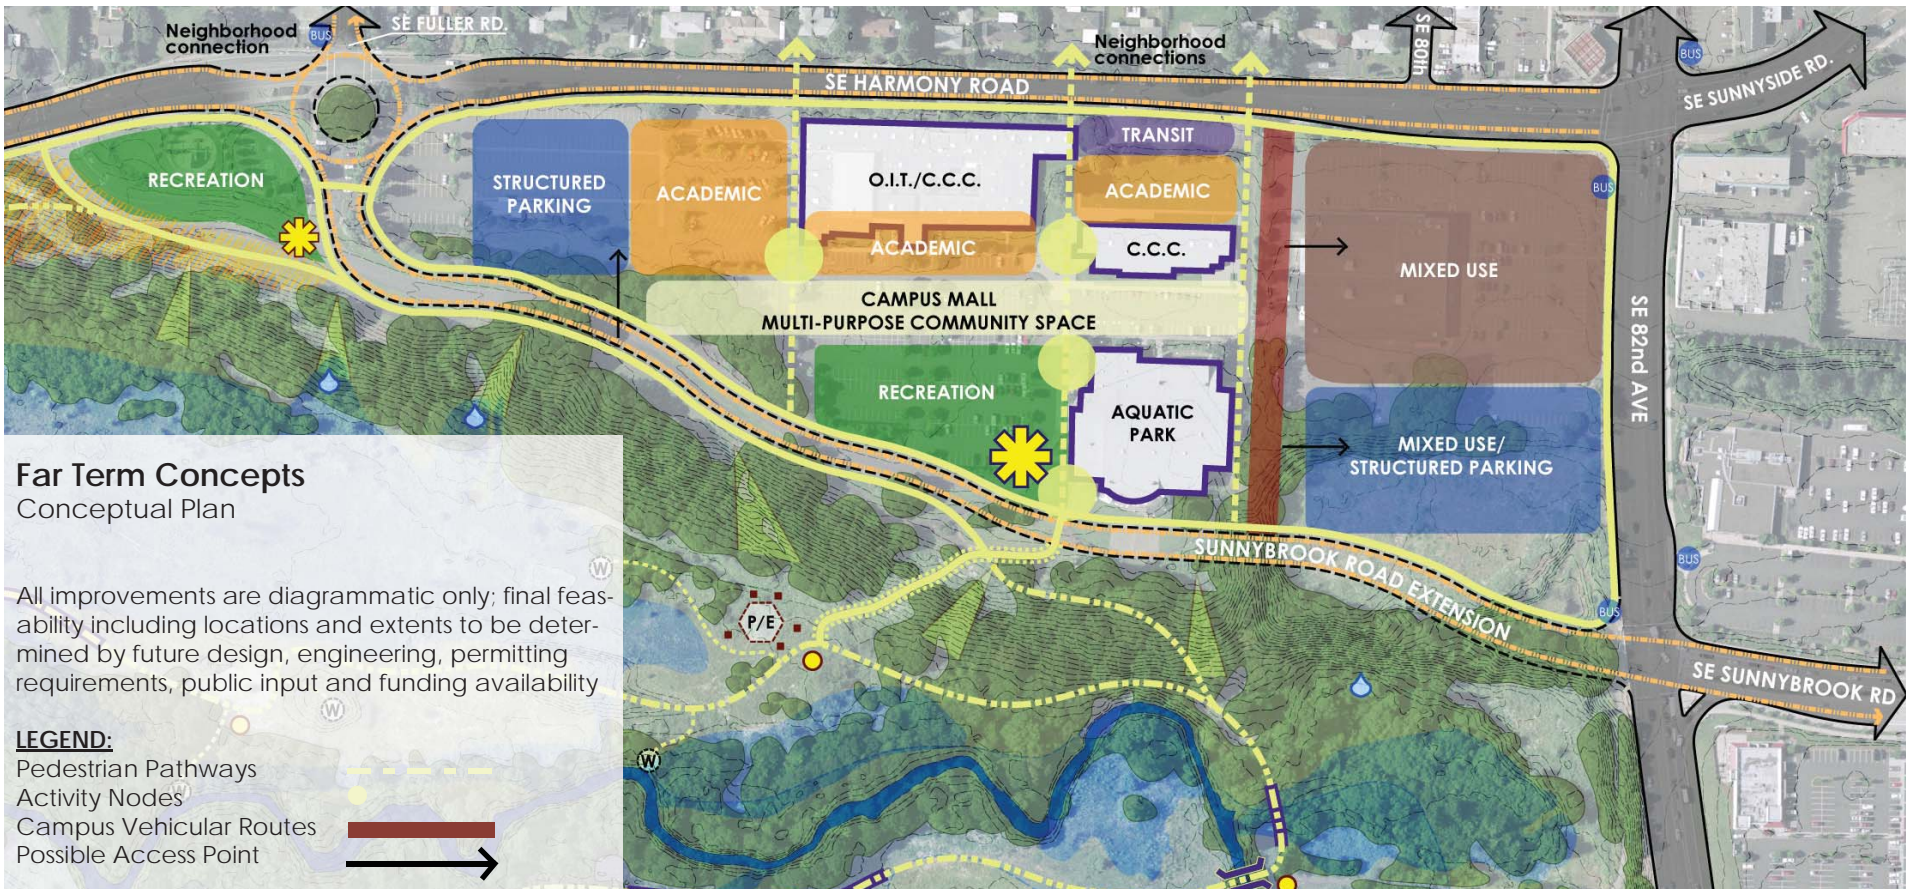 Neighborhood
connection
BUS
SE FULLER RD.
Neighborhood
connections
SE 80th
BUS
SE SUNNYSIDE RD.
SE HARMONY ROAD
TRANSIT
RECREATION
STRUCTURED
PARKING
ACADEMIC
O.I.T./C.C.C.
ACADEMIC
BUS
ACADEMIC
C.C.C.
MIXED USE
CAMPUS MALL
MULTI-PURPOSE COMMUNITY SPACE
SE 82nd AVE
RECREATION
AQUATIC
PARK
MIXED USE/
STRUCTURED PARKING
Far Term Concepts
Conceptual Plan
SUNNYBROOK ROAD EXTENSION
BUS
W
All improvements are diagrammatic only; final feas-
ability including locations and extents to be deter-
mined by future design, engineering, permitting
requirements, public input and funding availability
P/E
BUS
SE SUNNYBROOK RD
W
LEGEND:
Pedestrian Pathways
Activity Nodes
Campus Vehicular Routes
Possible Access Point
W
W